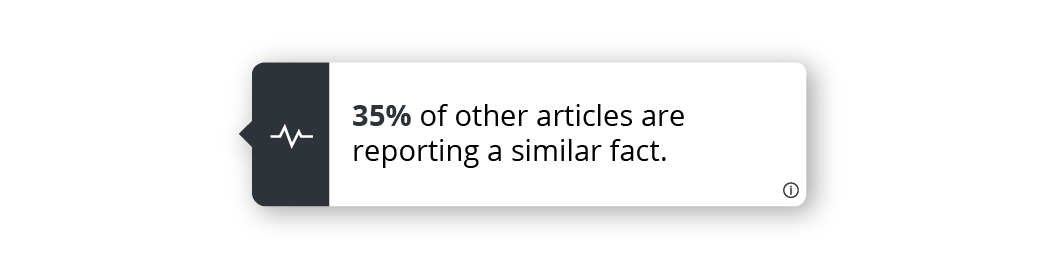 35% of other articles are
reporting a similar fact.